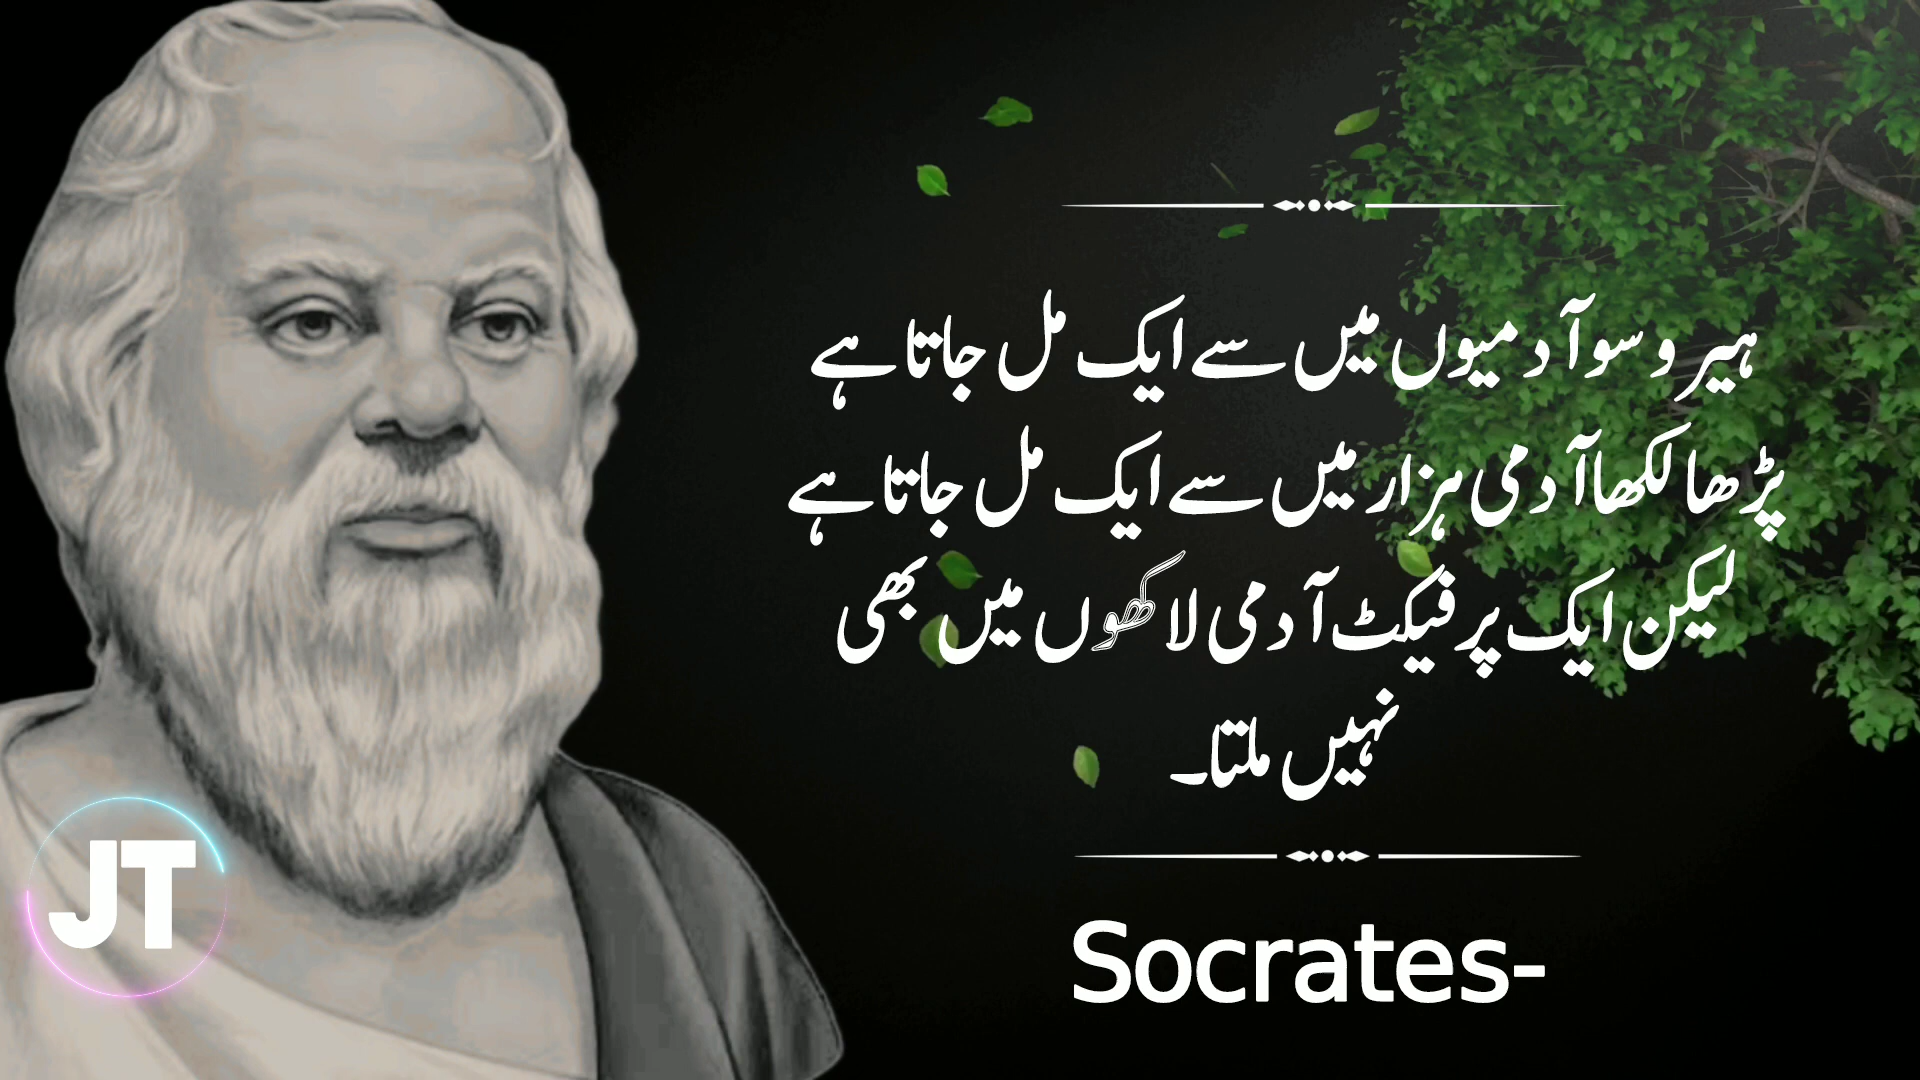 ہیرو سو آدمیوں میں سے ایک مل جاتا ہے
پڑھا لکھا آدمی ہزار میں سے ایک مل جاتا ہے
لیکن ایک پرفیکٹ آدمی لاکھوں میں بھی
نہیں ملتا۔
Socrates-
JT